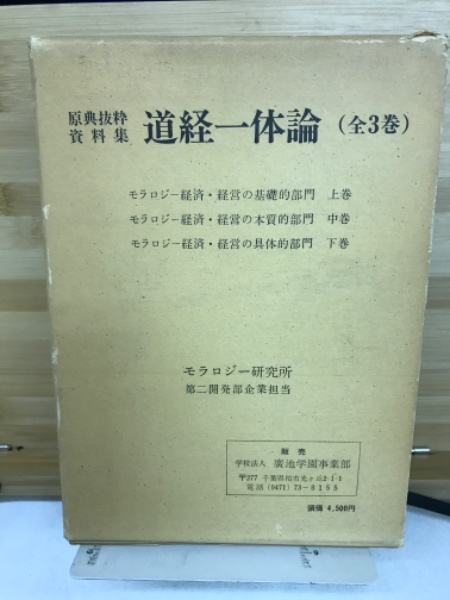 原典抜粋
資料集
道経一体論(全3巻)
モラロジー経済・経営の基礎的部門 上巻
モラロジー経済・経営の本質的部門 中巻
モラロジー経済・経営の具体的部門 下巻
モラロジー研究所
第二開発部企業担当
販売
学校法人 廣池学園事業部
〒277 千葉県柏市光ヶ丘2-1-1
電話(0471)73-3155
頒価 4,500円